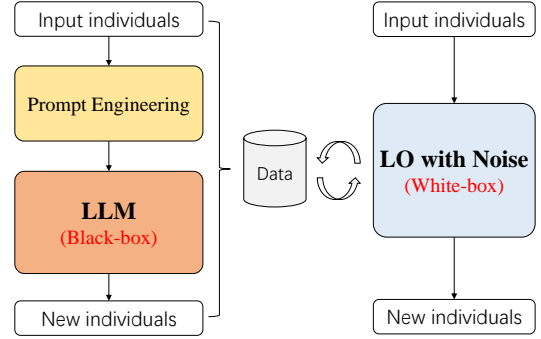 Input individuals
Prompt Engineering
LLM
(Black-box)
New individuals
Data
Input individuals
LO with Noise
(White-box)
New individuals